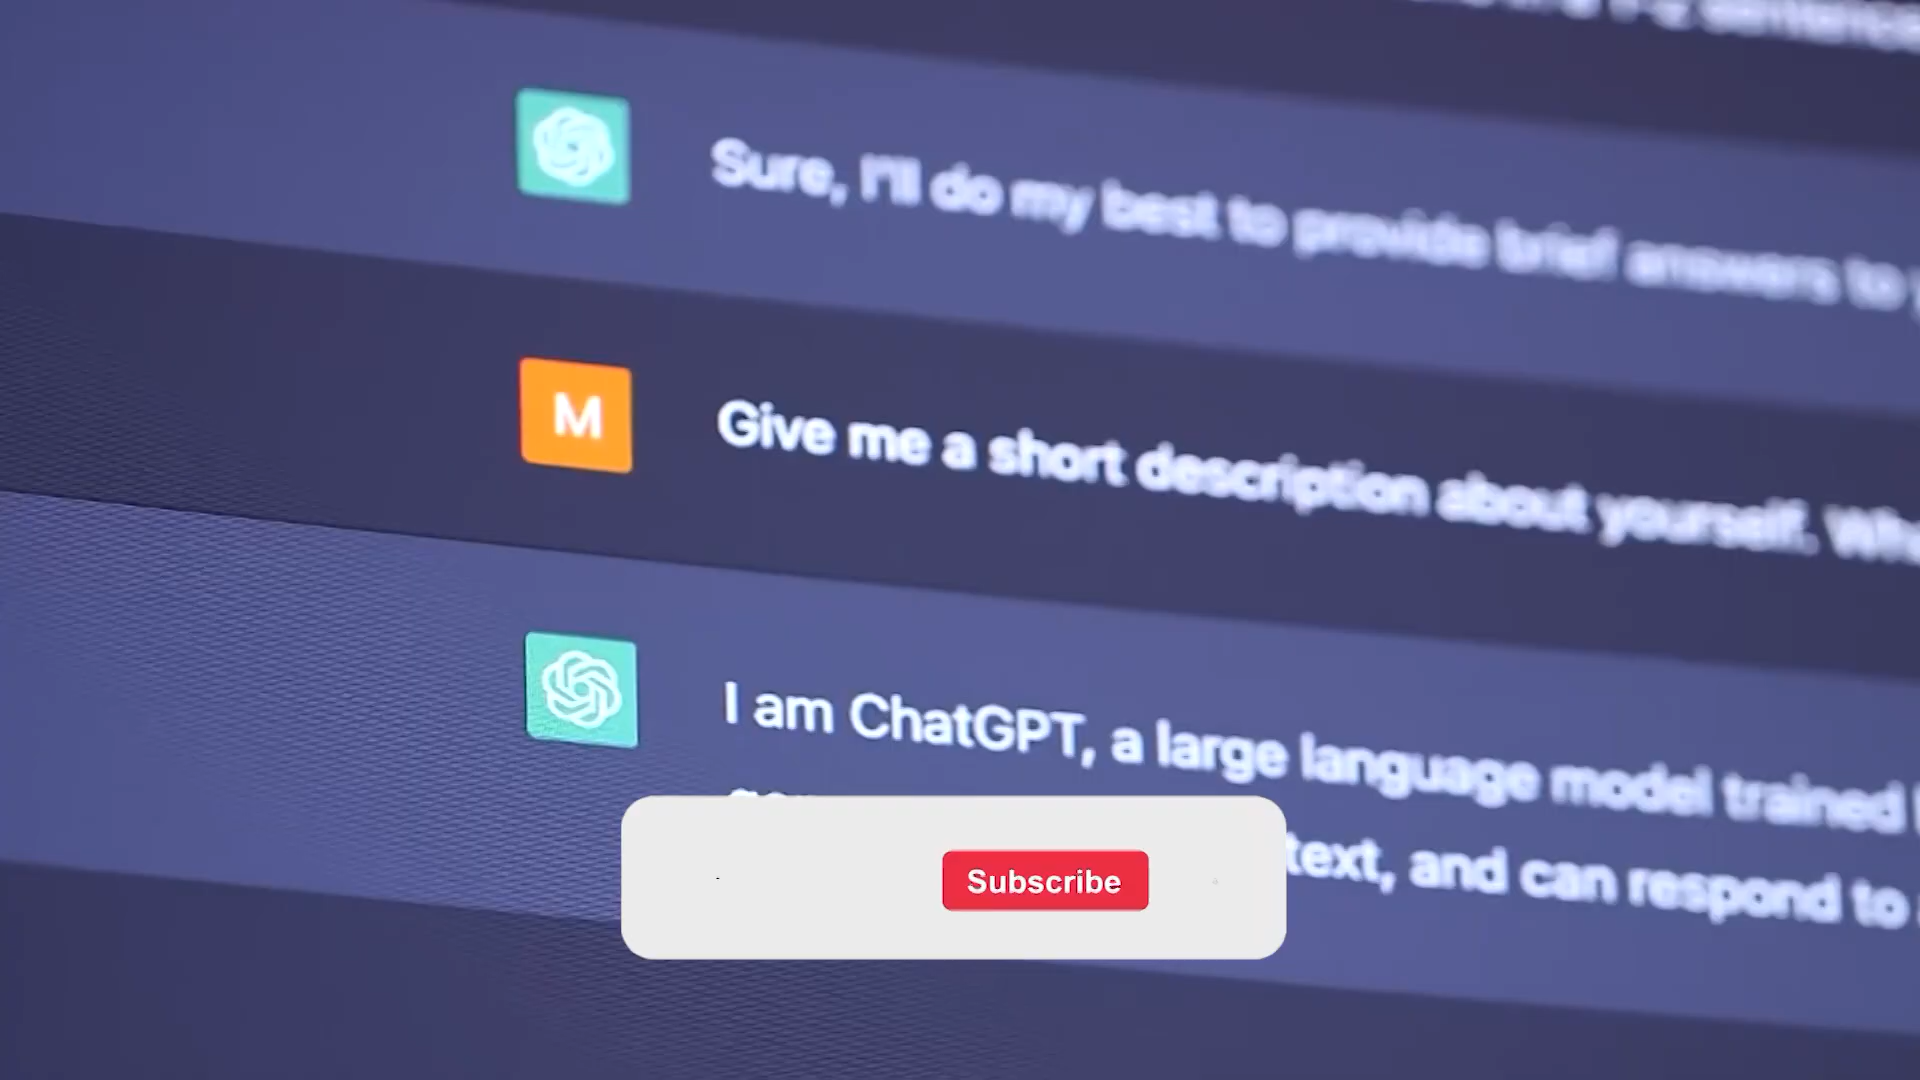 sentence
Sure, I'll do my best to provide brief answers to
M
Give me a short description about yourself.
I am ChatGPT, a large language model trained
text, and can respond to
Subscribe